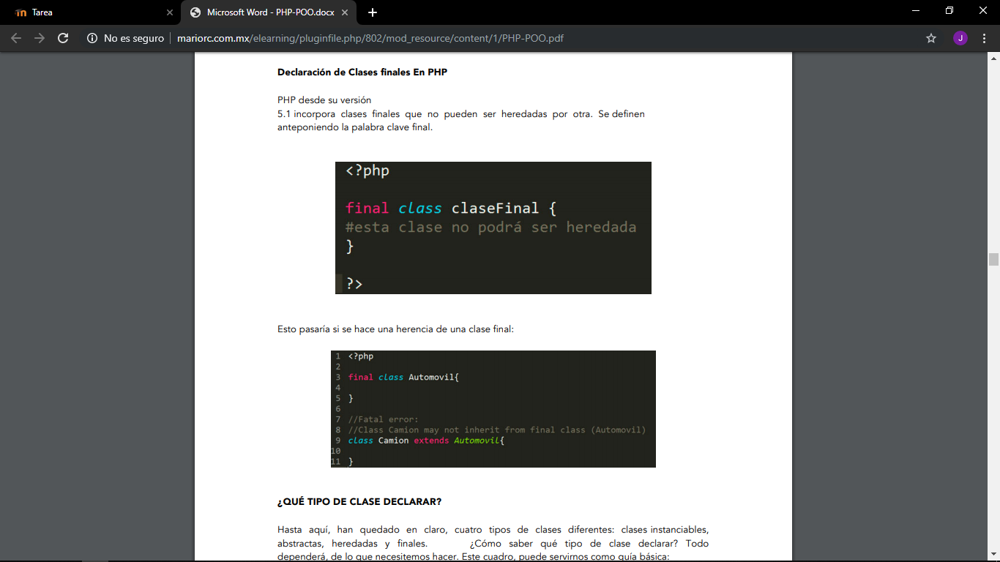 Tarea
Microsoft Word - PHP-POO.docx
No es seguro
mariorc.com.mx/elearning/pluginfile.php/802/mod_resource/content/1/PHP-POO.pdf
J
Declaración de Clases finales En PHP
PHP desde su versión
5.1 incorpora clases finales que no pueden ser heredadas por otra. Se definen
anteponiendo la palabra clave final.
<?php
final class claseFinal {
#esta clase no podrá ser heredada
}
?>
Esto pasaría si se hace una herencia de una clase final:
1 <?php
2
3 final class Automovil{
4
5 }
6
7 //Fatal error:
8 //Class Camion may not inherit from final class (Automovil)
9 class Camion extends Automovil{
10
11 }
¿QUÉ TIPO DE CLASE DECLARAR?
Hasta aquí, han quedado en claro, cuatro tipos de clases diferentes: clases instanciables,
abstractas, heredadas y finales. ¿Cómo saber qué tipo de clase declarar? Todo
dependerá, de lo que necesitemos hacer. Este cuadro, puede servirnos como guía básica: